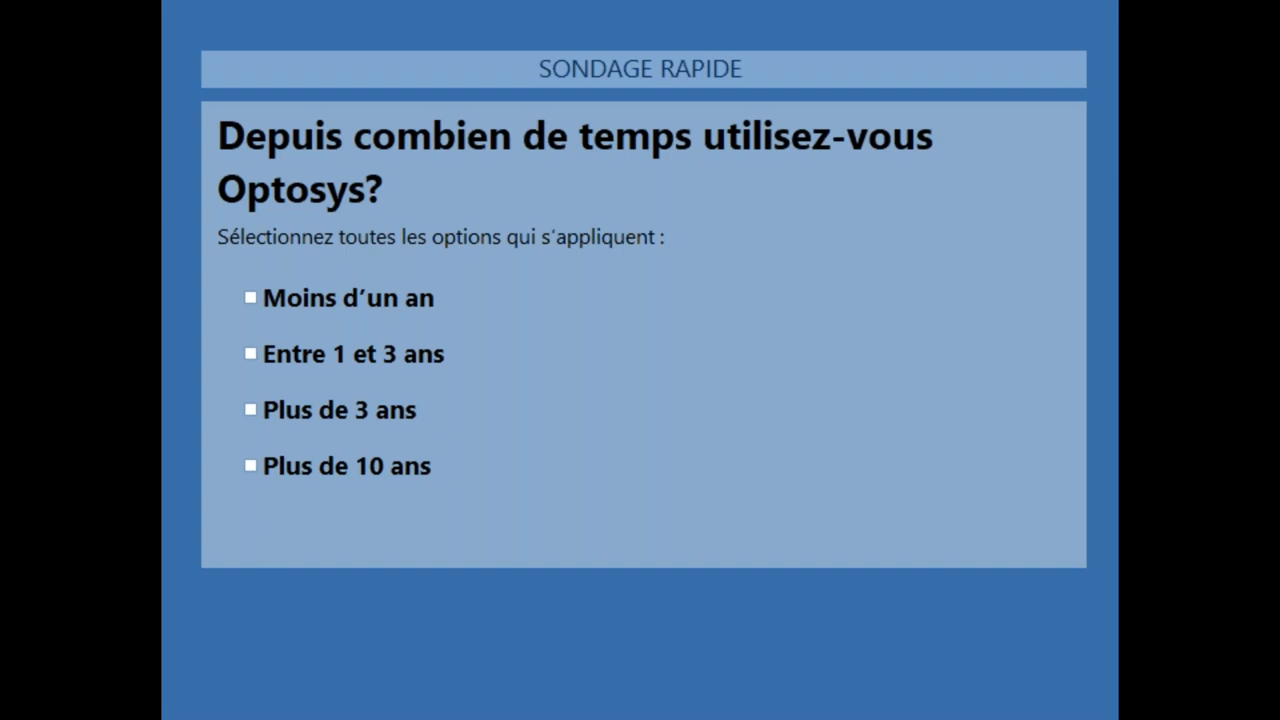 SONDAGE RAPIDE
Depuis combien de temps utilisez-vous
Optosys?
Sélectionnez toutes les options qui s’appliquent :
Moins d’un an
Entre 1 et 3 ans
Plus de 3 ans
Plus de 10 ans